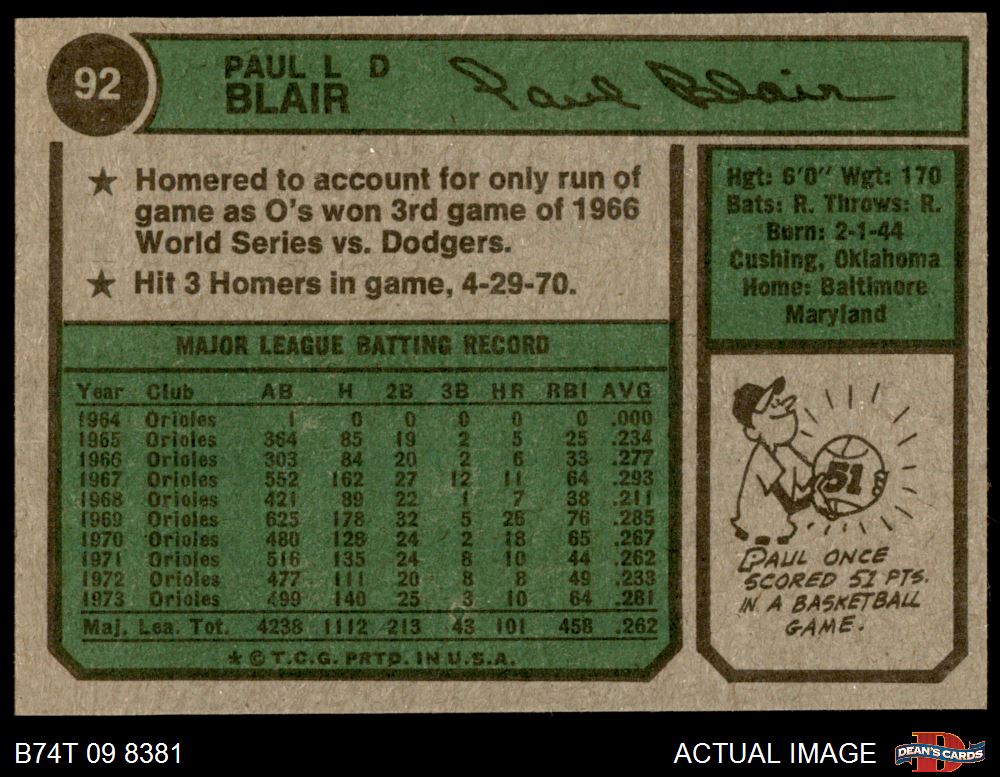 92
PAUL L D
BLAIR
Paul Blair
★ Homered to account for only run of
game as O's won 3rd game of 1966
World Series vs. Dodgers.
★ Hit 3 Homers in game, 4-29-70.
MAJOR LEAGUE BATTING RECORD
Year Club AB H 2B 3B HR RBI AVG
1964 Orioles 1 0 0 0 0 0 .000
1965 Orioles 364 85 19 2 5 25 .234
1966 Orioles 303 84 20 2 6 33 .277
1967 Orioles 552 162 27 12 11 64 .293
1968 Orioles 421 89 22 1 7 38 .211
1969 Orioles 625 178 32 5 26 76 .285
1970 Orioles 480 128 24 2 18 65 .267
1971 Orioles 516 135 24 8 10 44 .262
1972 Orioles 477 111 20 8 8 49 .233
1973 Orioles 499 140 25 3 10 64 .281
Maj. Lea. Tot. 4238 1112 213 43 101 458 .262
★ © T.C.G. PRTD. IN U.S.A.
Hgt: 6'0" Wgt: 170
Bats: R. Throws: R.
Born: 2-1-44
Cushing, Oklahoma
Home: Baltimore
Maryland
51
PAUL ONCE
SCORED 51 PTS.
IN A BASKETBALL
GAME.
B74T 09 8381
ACTUAL IMAGE
DEAN'S CARDS